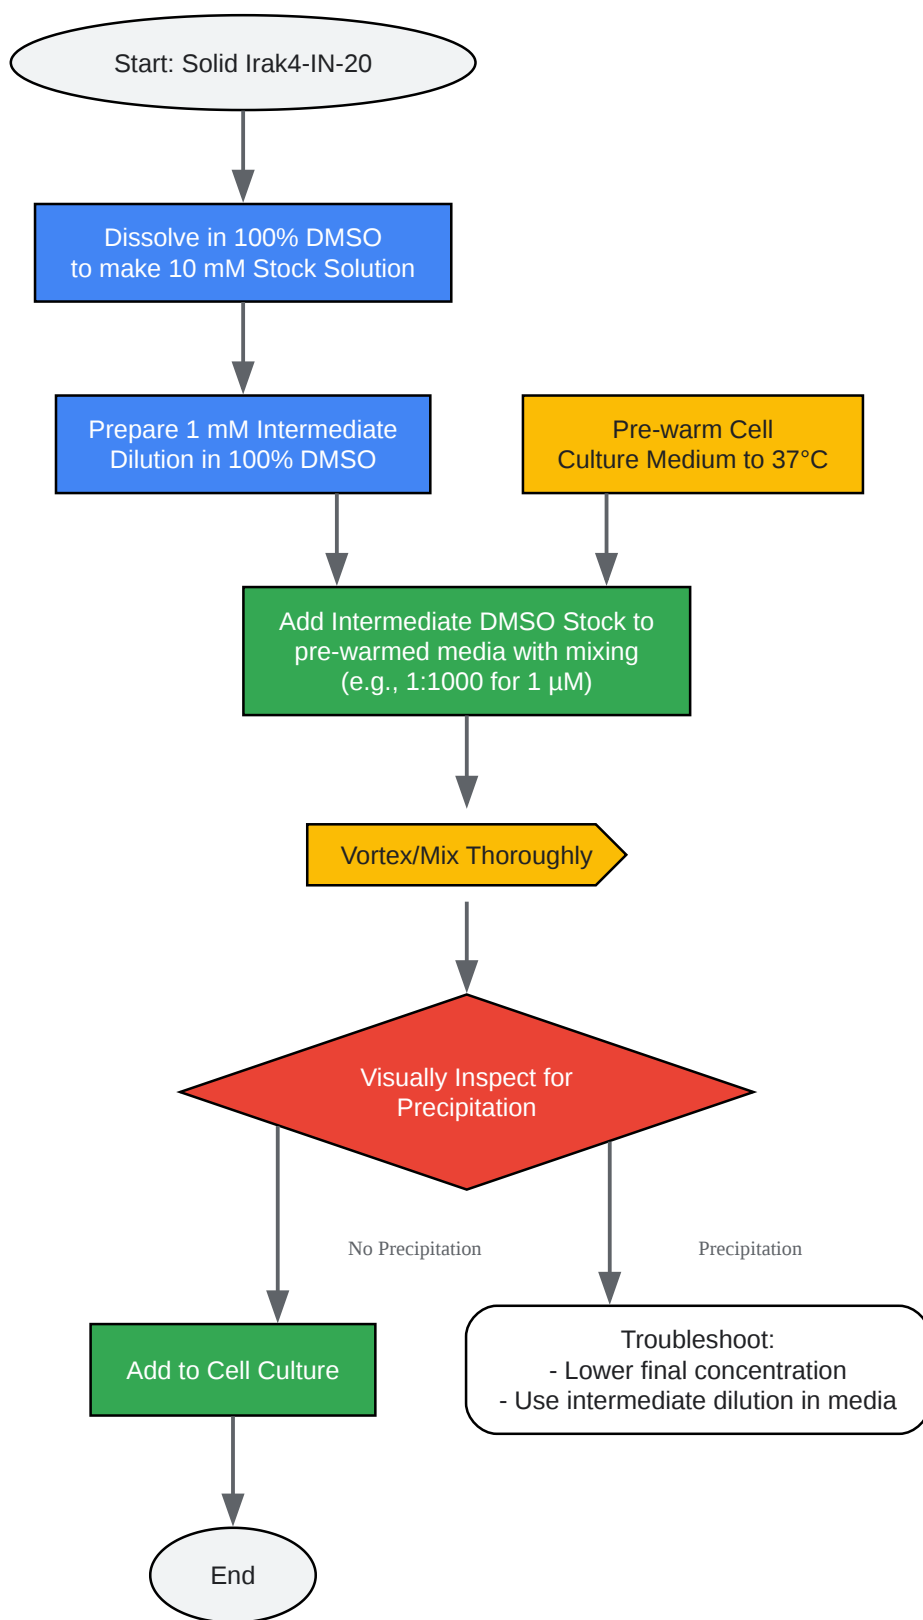 Start: Solid Irak4-IN-20
Dissolve in 100% DMSO
to make 10 mM Stock Solution
Prepare 1 mM Intermediate
Dilution in 100% DMSO
Pre-warm Cell
Culture Medium to 37°C
Add Intermediate DMSO Stock to
pre-warmed media with mixing
(e.g., 1:1000 for 1 µM)
Vortex/Mix Thoroughly
Visually Inspect for
Precipitation
No Precipitation
Precipitation
Add to Cell Culture
Troubleshoot:
- Lower final concentration
- Use intermediate dilution in media
End